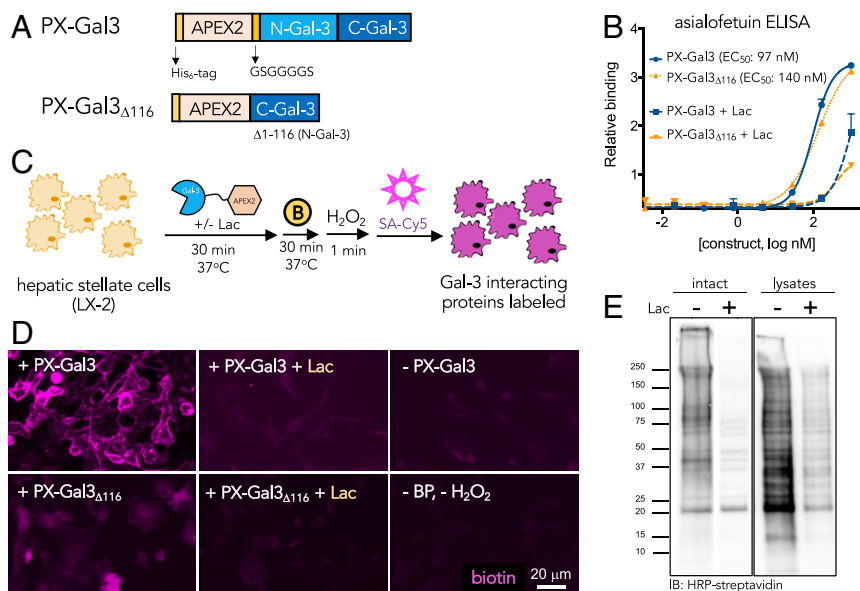 A
PX-Gal3
APEX2 N-Gal-3 C-Gal-3
His₆-tag GSGGGGS
PX-Gal3Δ116
APEX2 C-Gal-3
Δ1-116 (N-Gal-3)
B
asialofetuin ELISA
Relative binding
4
3
2
1
-2 0 2
[construct, log nM]
PX-Gal3 (EC₅₀: 97 nM)
PX-Gal3Δ116 (EC₅₀: 140 nM)
PX-Gal3 + Lac
PX-Gal3Δ116 + Lac
C
hepatic stellate cells
(LX-2)
Gal-3
APEX2
+/- Lac
30 min
37°C
B
30 min
37°C
H₂O₂
1 min
SA-Cy5
Gal-3 interacting
proteins labeled
D
+ PX-Gal3
+ PX-Gal3 + Lac
- PX-Gal3
+ PX-Gal3Δ116
+ PX-Gal3Δ116 + Lac
- BP, - H₂O₂
biotin
20 μm
E
intact lysates
Lac - + - +
250
150
100
75
50
37
25
20
15
10
IB: HRP-streptavidin